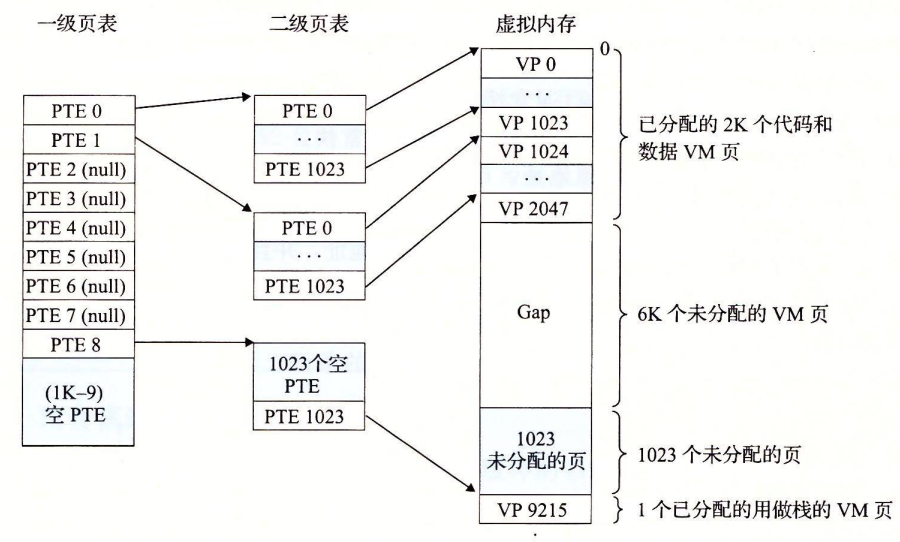 一级页表
二级页表
虚拟内存
PTE 0
PTE 1
PTE 2 (null)
PTE 3 (null)
PTE 4 (null)
PTE 5 (null)
PTE 6 (null)
PTE 7 (null)
PTE 8
(1K–9)
空 PTE
PTE 0
· · ·
PTE 1023
PTE 0
· · ·
PTE 1023
1023个空
PTE
PTE 1023
0
VP 0
· · ·
VP 1023
VP 1024
· · ·
VP 2047
Gap
1023
未分配的页
VP 9215
已分配的 2K 个代码和
数据 VM 页
6K 个未分配的 VM 页
1023 个未分配的页
1 个已分配的用做栈的 VM 页